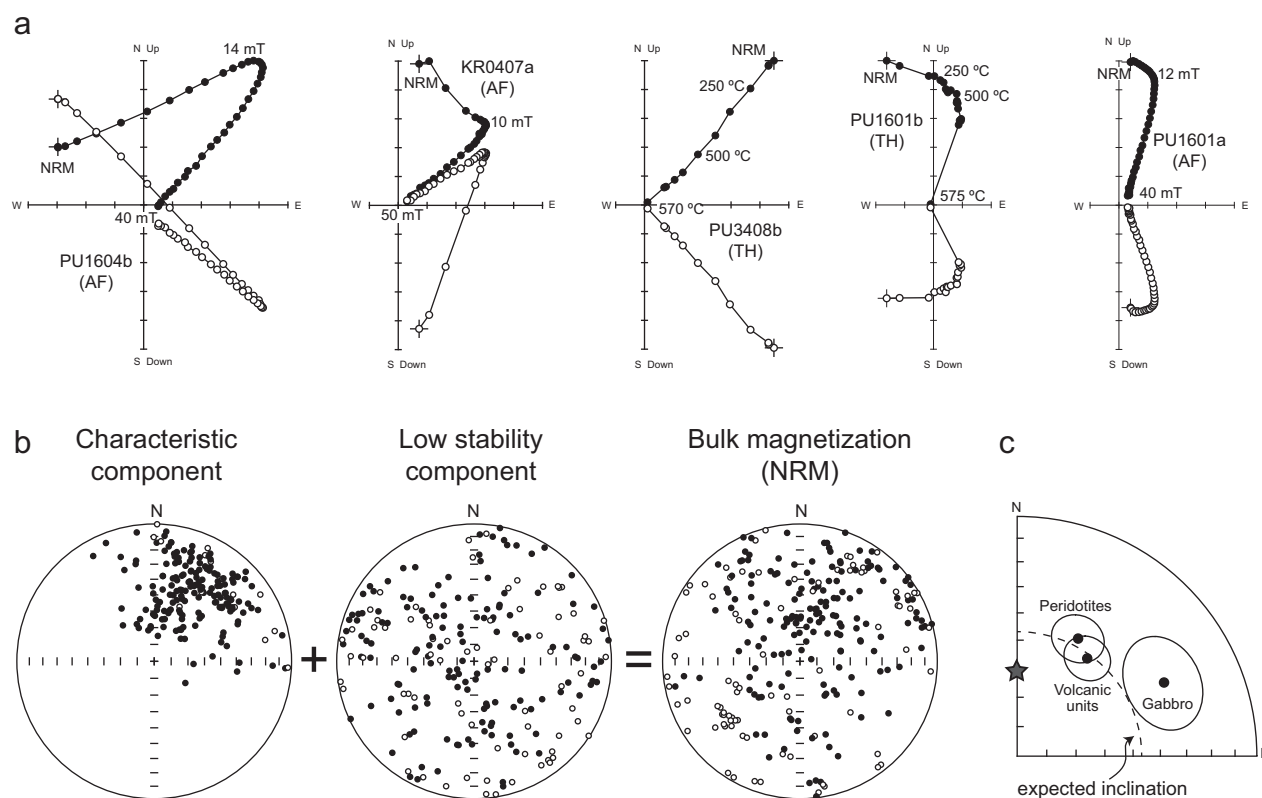 a
N Up
14 mT
NRM
W
40 mT
PU1604b
(AF)
E
S Down
N Up
NRM
KR0407a
(AF)
10 mT
W
50 mT
E
S Down
N Up
NRM
250 ºC
500 ºC
W
570 ºC
E
PU3408b
(TH)
S Down
N Up
NRM
250 ºC
500 ºC
PU1601b
(TH)
575 ºC
W
E
S Down
N Up
NRM
12 mT
PU1601a
(AF)
40 mT
W
E
S Down
b
Characteristic
component
N
+
Low stability
component
N
=
Bulk magnetization
(NRM)
N
c
N
Peridotites
Volcanic
units
Gabbro
expected inclination